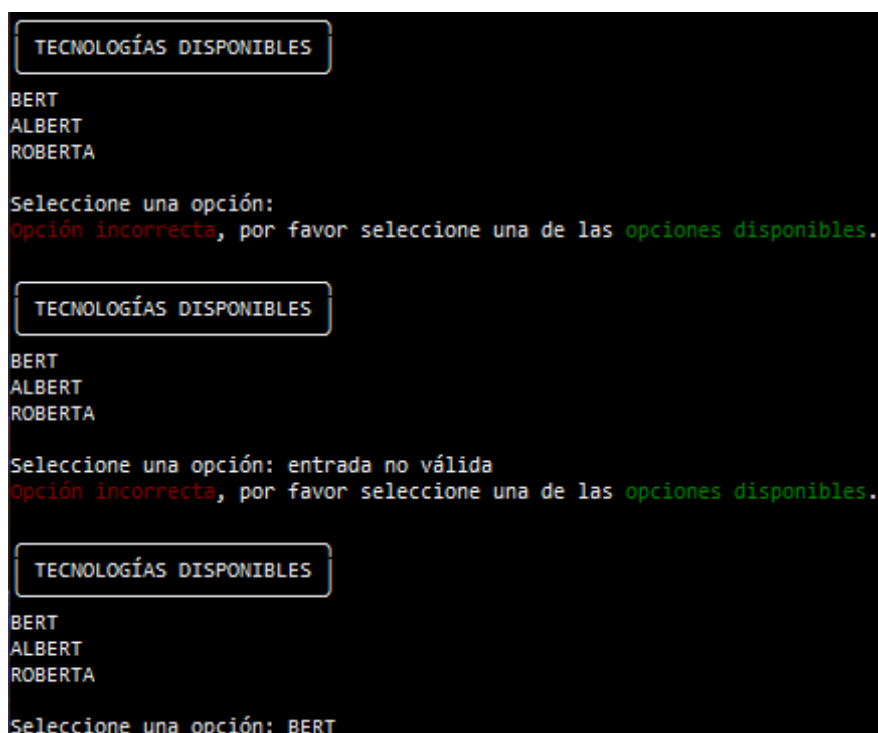 TECNOLOGÍAS DISPONIBLES
BERT
ALBERT
ROBERTA
Seleccione una opción:
Opción incorrecta, por favor seleccione una de las opciones disponibles.
TECNOLOGÍAS DISPONIBLES
BERT
ALBERT
ROBERTA
Seleccione una opción: entrada no válida
Opción incorrecta, por favor seleccione una de las opciones disponibles.
TECNOLOGÍAS DISPONIBLES
BERT
ALBERT
ROBERTA
Seleccione una opción: BERT